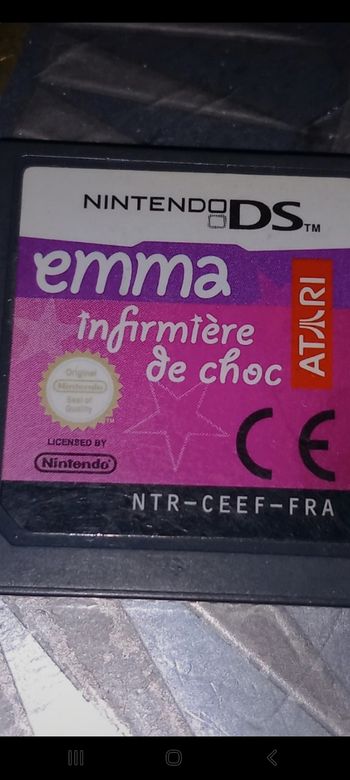 NINTENDO DS™
emma
infirmière
de choc
ATARI
Original
Nintendo
Seal of
Quality
TM
LICENSED BY
Nintendo
CE
NTR-CEEF-FRA